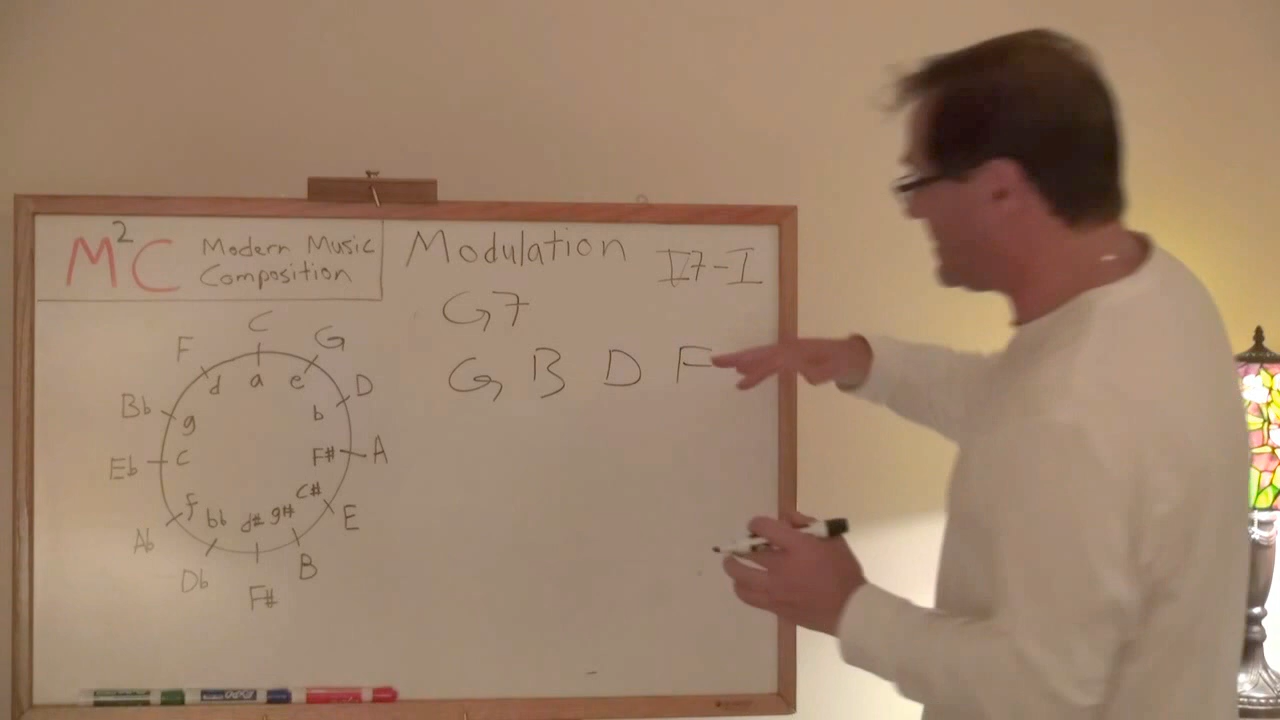 M²C Modern Music
Composition
Modulation V7-I
G7
G B D F
C
F G
Bb D
Eb A
Ab E
Db B
F#
a
d e
g b
c F#
f c#
bb g#
d#